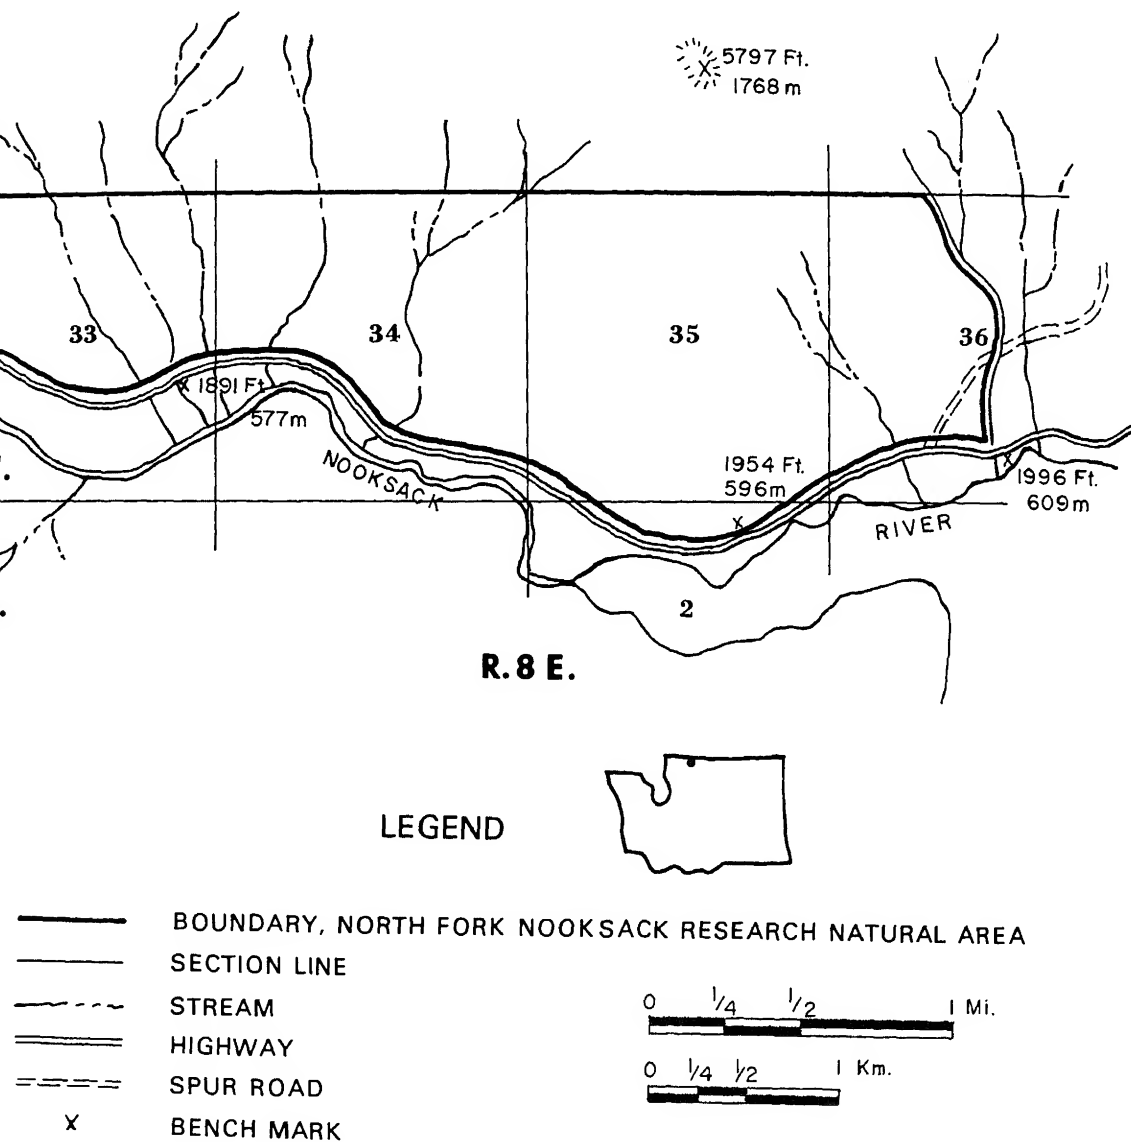 5797 Ft.
1768 m
33
34
35
36
1891 Ft.
577m
NOOKSACK
1954 Ft.
596m
1996 Ft.
609m
RIVER
2
R. 8 E.
LEGEND
BOUNDARY, NORTH FORK NOOKSACK RESEARCH NATURAL AREA
SECTION LINE
STREAM
HIGHWAY
SPUR ROAD
X BENCH MARK
0 1/4 1/2 1 Mi.
0 1/4 1/2 1 Km.